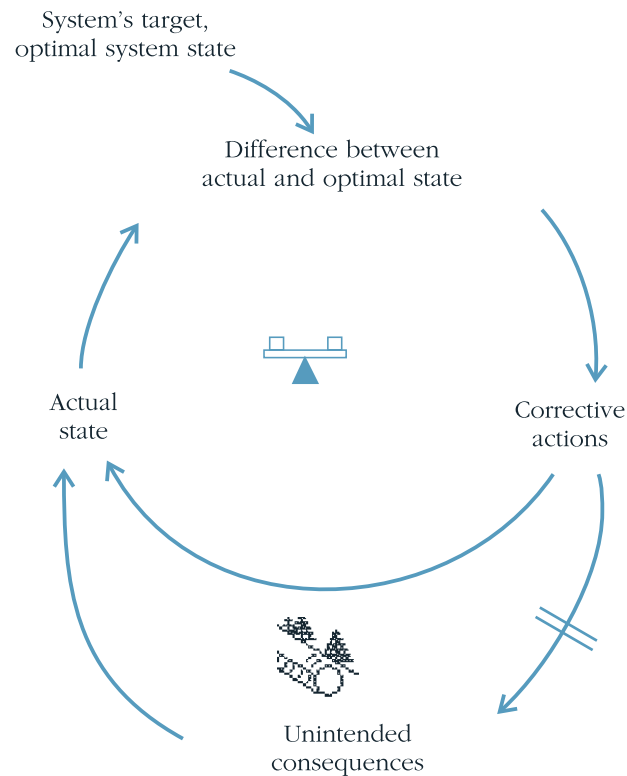 System’s target,
optimal system state
Difference between
actual and optimal state
Actual
state
Corrective
actions
Unintended
consequences